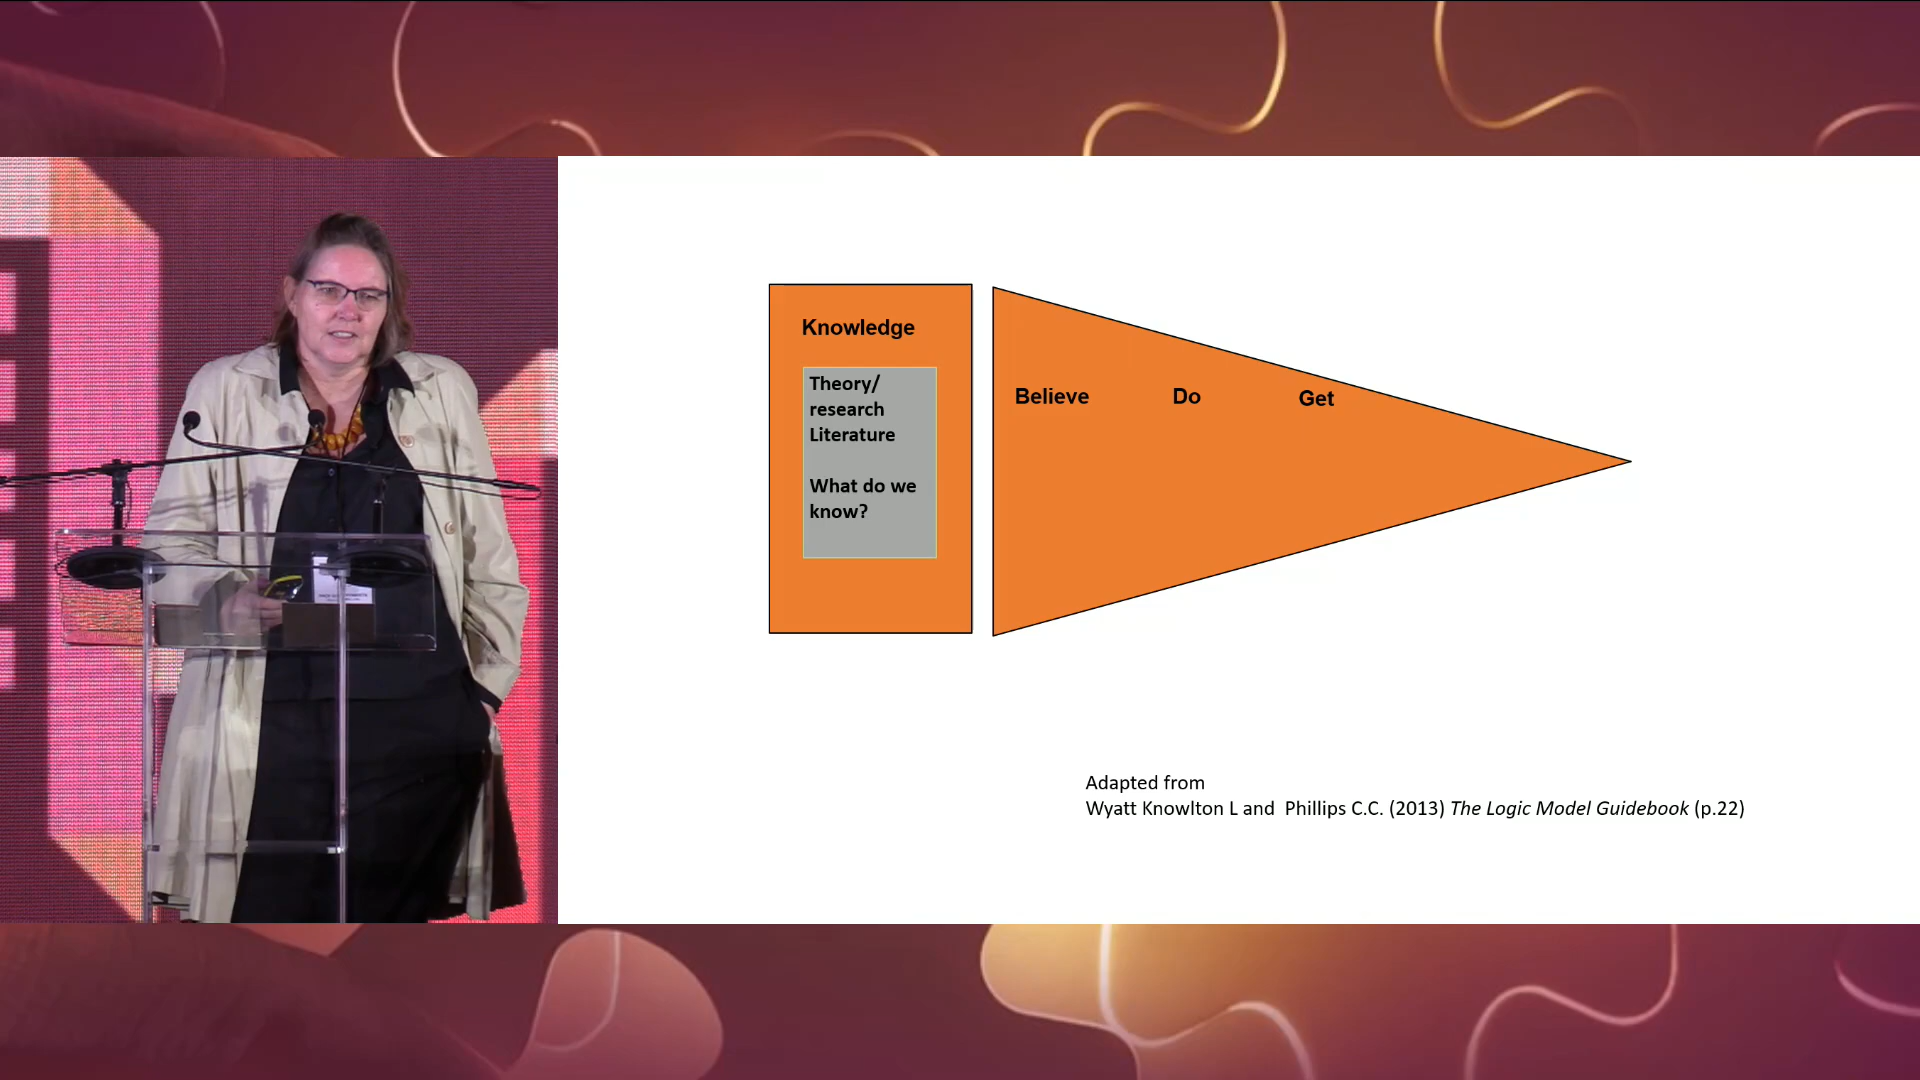 Knowledge
Theory/
research
Literature
What do we
know?
Believe
Do
Get
Adapted from
Wyatt Knowlton L and  Phillips C.C. (2013) The Logic Model Guidebook (p.22)